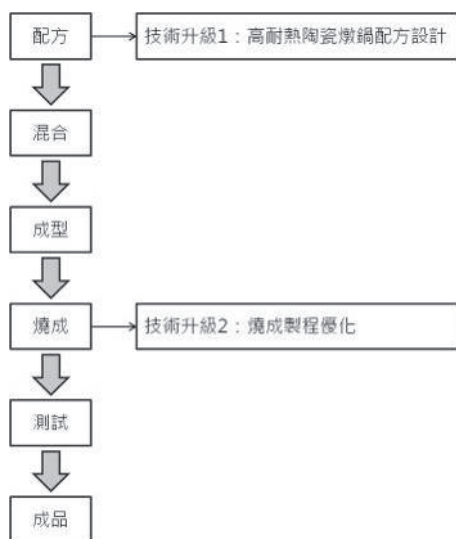 配方
技術升級1：高耐熱陶瓷燉鍋配方設計
混合
成型
燒成
技術升級2：燒成製程優化
測試
成品